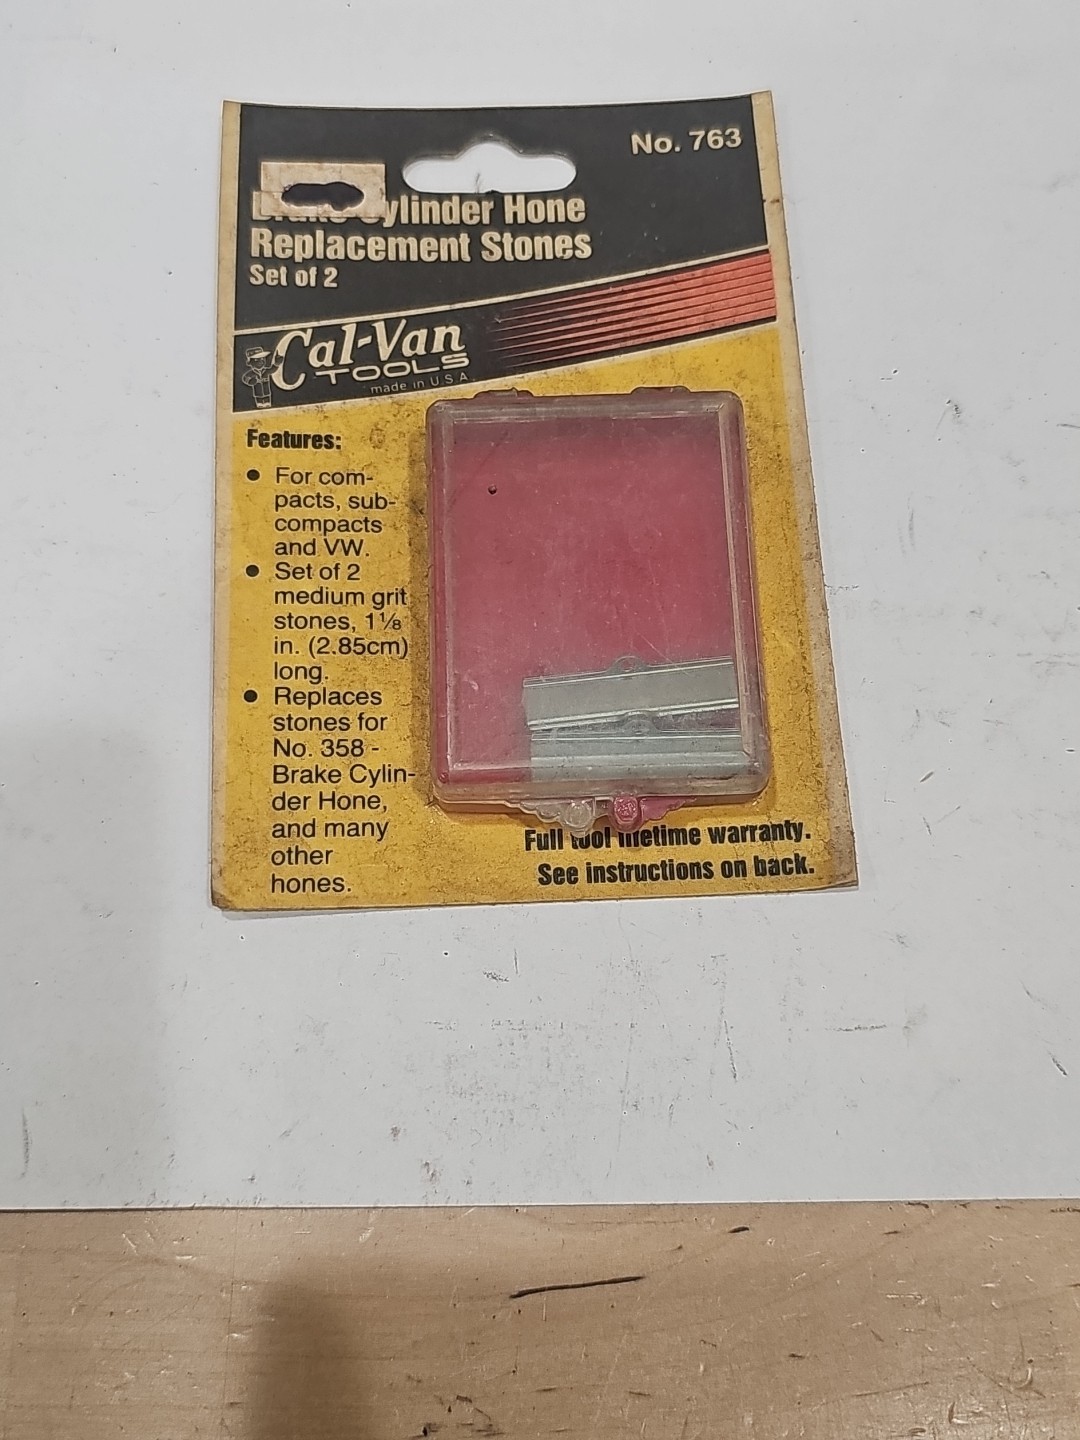 No. 763
Brake Cylinder Hone
Replacement Stones
Set of 2
Cal-Van
TOOLS
made in U.S.A.
Features:
● For com-
pacts, sub-
compacts
and VW.
● Set of 2
medium grit
stones, 1⅛
in. (2.85cm)
long.
● Replaces
stones for
No. 358 -
Brake Cylin-
der Hone,
and many
other
hones.
Full tool lifetime warranty.
See instructions on back.